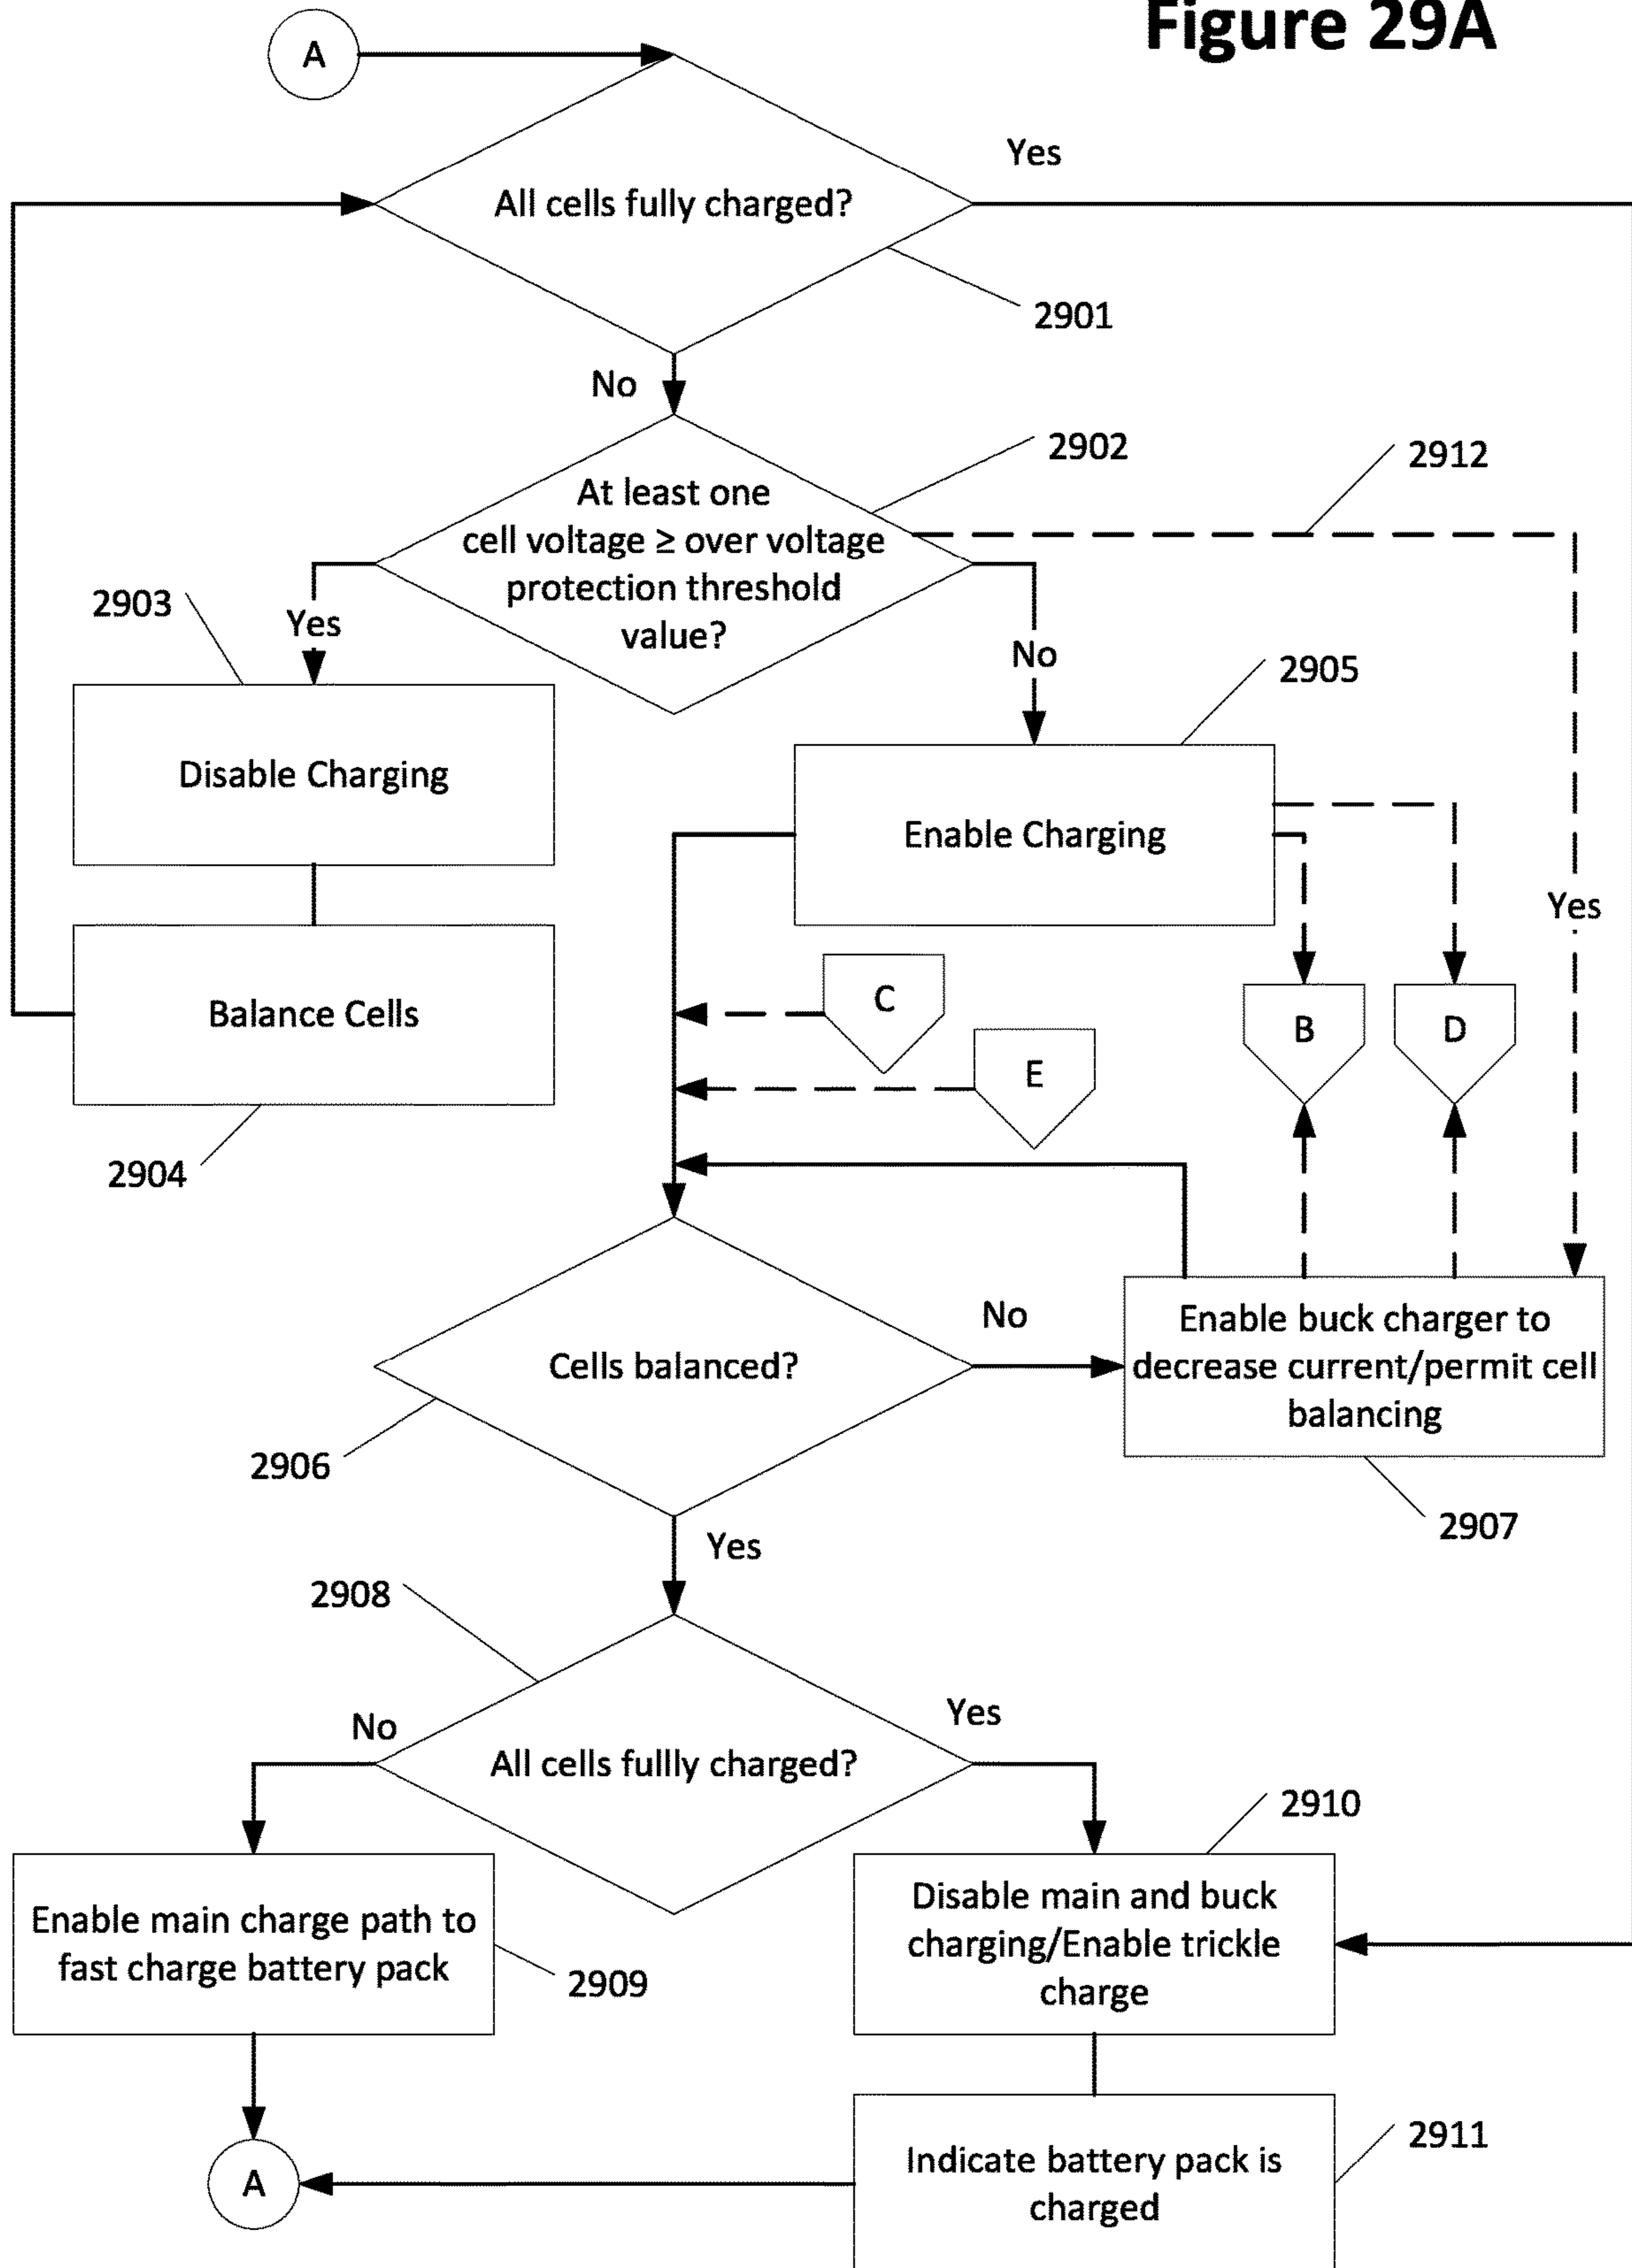 Figure 29A
A
Yes
All cells fully charged?
2901
No
2902
2912
At least one
cell voltage ≥ over voltage
protection threshold
value?
2903
Yes
No
2905
Disable Charging
Enable Charging
Yes
Balance Cells
C
B
D
E
2904
No
Enable buck charger to
decrease current/permit cell
balancing
Cells balanced?
2906
2907
Yes
2908
No
Yes
All cells fullly charged?
2910
Enable main charge path to
fast charge battery pack
2909
Disable main and buck
charging/Enable trickle
charge
2911
A
Indicate battery pack is
charged